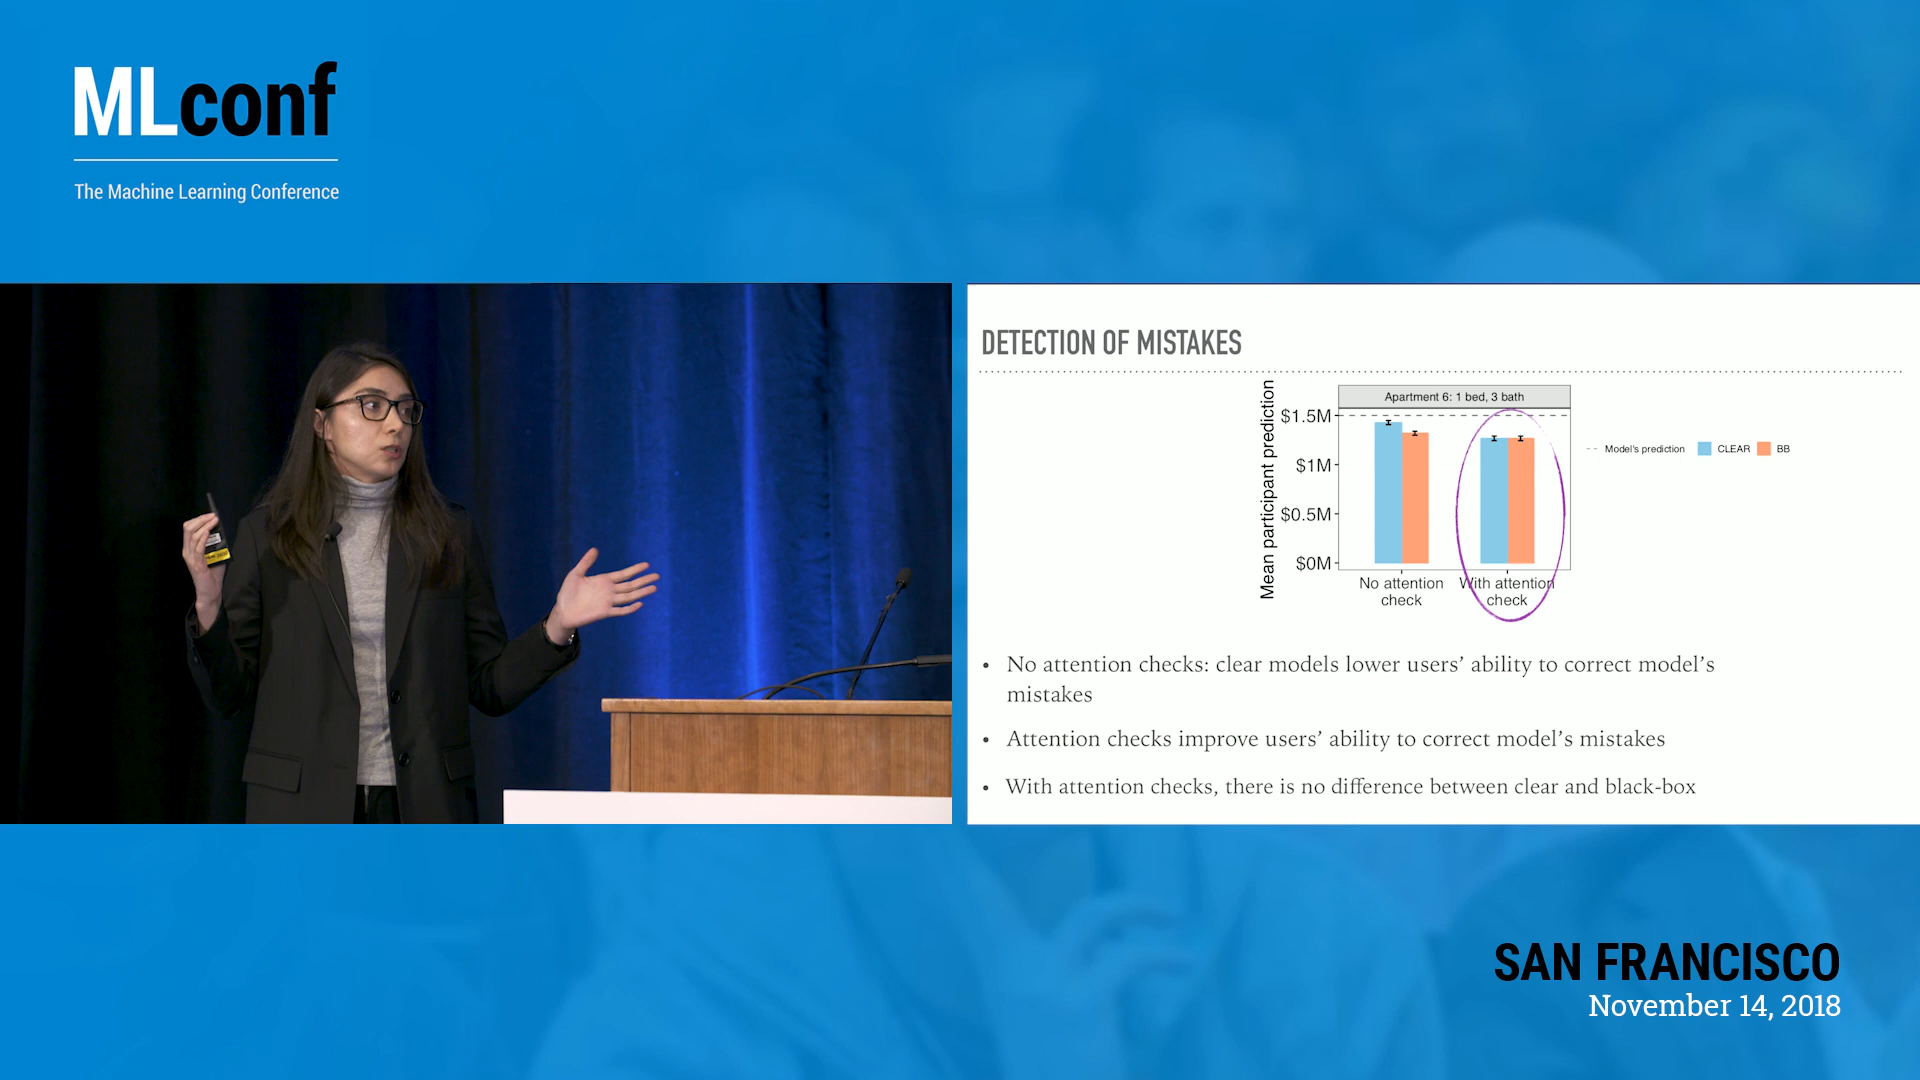 MLconf
The Machine Learning Conference
DETECTION OF MISTAKES
Mean participant prediction
Apartment 6: 1 bed, 3 bath
$1.5M
$1M
$0.5M
$0M
No attention
check
With attention
check
Model's prediction CLEAR BB
• No attention checks: clear models lower users’ ability to correct model’s
mistakes
• Attention checks improve users’ ability to correct model’s mistakes
• With attention checks, there is no difference between clear and black-box
SAN FRANCISCO
November 14, 2018